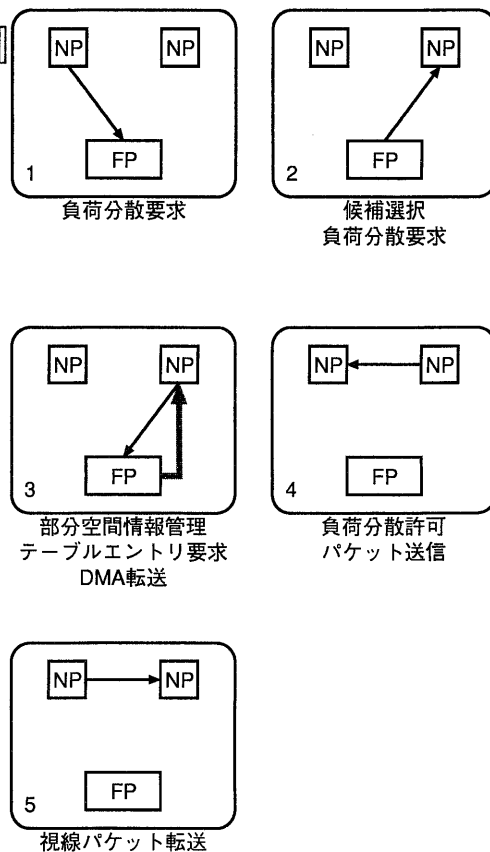 NP NP
FP
1
負荷分散要求
NP NP
FP
2
候補選択
負荷分散要求
NP NP
FP
3
部分空間情報管理
テーブルエントリ要求
DMA転送
NP NP
FP
4
負荷分散許可
パケット送信
NP NP
FP
5
視線パケット転送